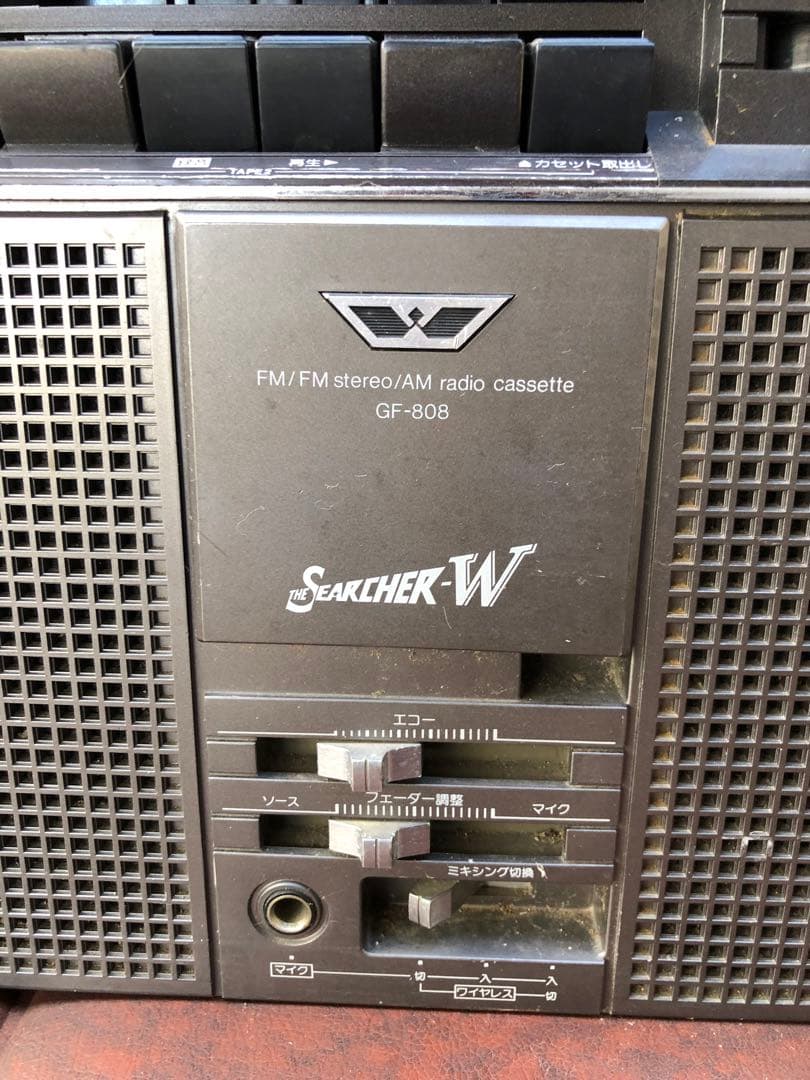 再生▶
▲カセット取出し
TAPE2
FM/FM stereo/AM radio cassette
GF-808
THE SEARCHER-W
エコー
ソース フェーダー調整 マイク
ミキシング切換
マイク 切 入 入
ワイヤレス 切